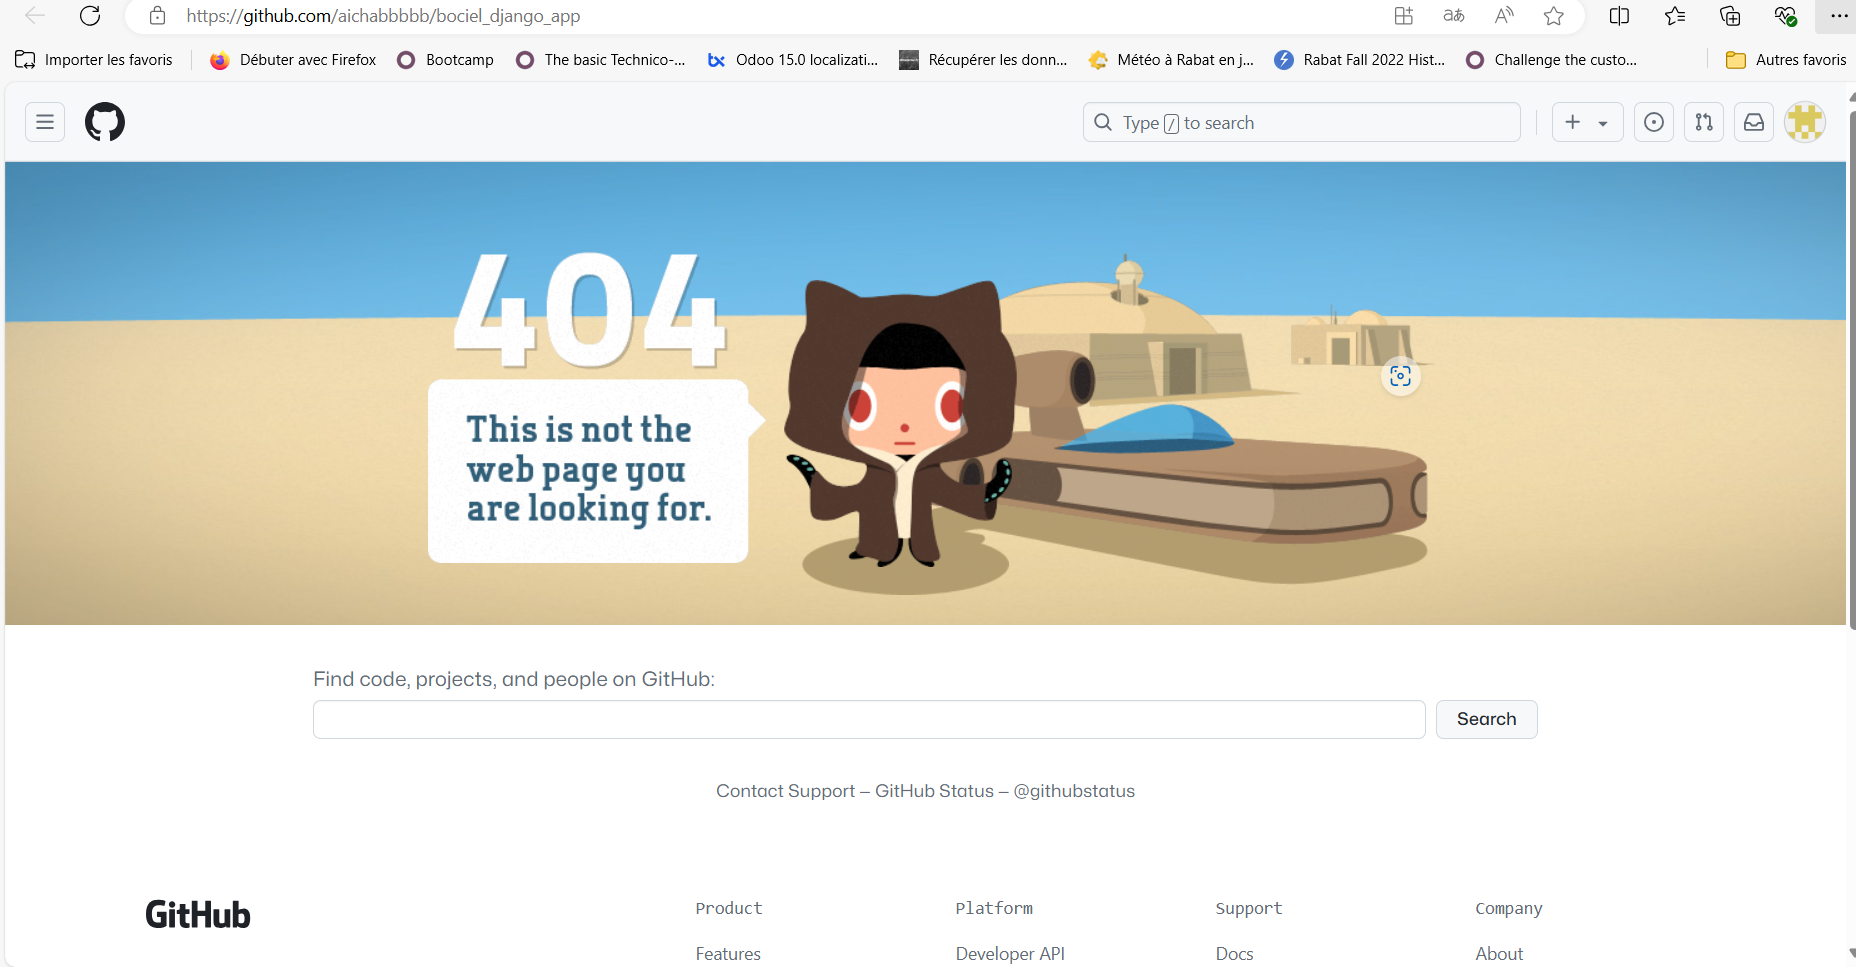 https://github.com/aichabbbbb/bociel_django_app
Importer les favoris
Débuter avec Firefox
Bootcamp
The basic Technico-...
Odoo 15.0 localizati...
Récupérer les donn...
Météo à Rabat en j...
Rabat Fall 2022 Hist...
Challenge the custo...
Autres favoris
Type / to search
404
This is not the
web page you
are looking for.
Find code, projects, and people on GitHub:
Search
Contact Support — GitHub Status — @githubstatus
GitHub
Product
Platform
Support
Company
Features
Developer API
Docs
About